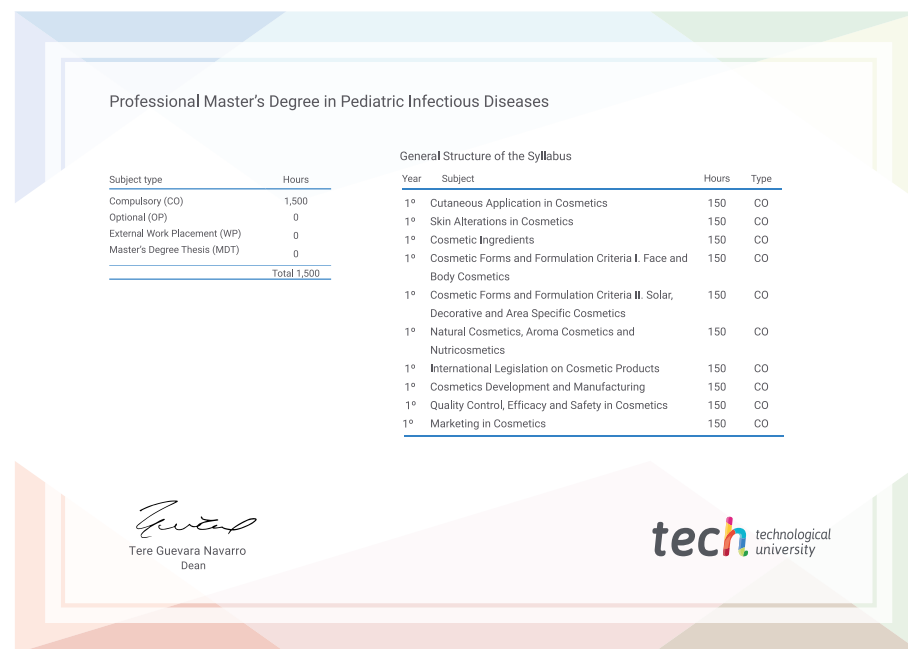 Professional Master's Degree in Pediatric Infectious Diseases
Subject type Hours
Compulsory (CO) 1,500
Optional (OP) 0
External Work Placement (WP) 0
Master's Degree Thesis (MDT) 0
Total 1,500
General Structure of the Syllabus
Year Subject Hours Type
1º Cutaneous Application in Cosmetics 150 CO
1º Skin Alterations in Cosmetics 150 CO
1º Cosmetic Ingredients 150 CO
1º Cosmetic Forms and Formulation Criteria I. Face and 150 CO
Body Cosmetics
1º Cosmetic Forms and Formulation Criteria II. Solar, 150 CO
Decorative and Area Specific Cosmetics
1º Natural Cosmetics, Aroma Cosmetics and 150 CO
Nutricosmetics
1º International Legislation on Cosmetic Products 150 CO
1º Cosmetics Development and Manufacturing 150 CO
1º Quality Control, Efficacy and Safety in Cosmetics 150 CO
1º Marketing in Cosmetics 150 CO
Tere Guevara Navarro
Dean
tech technological
university